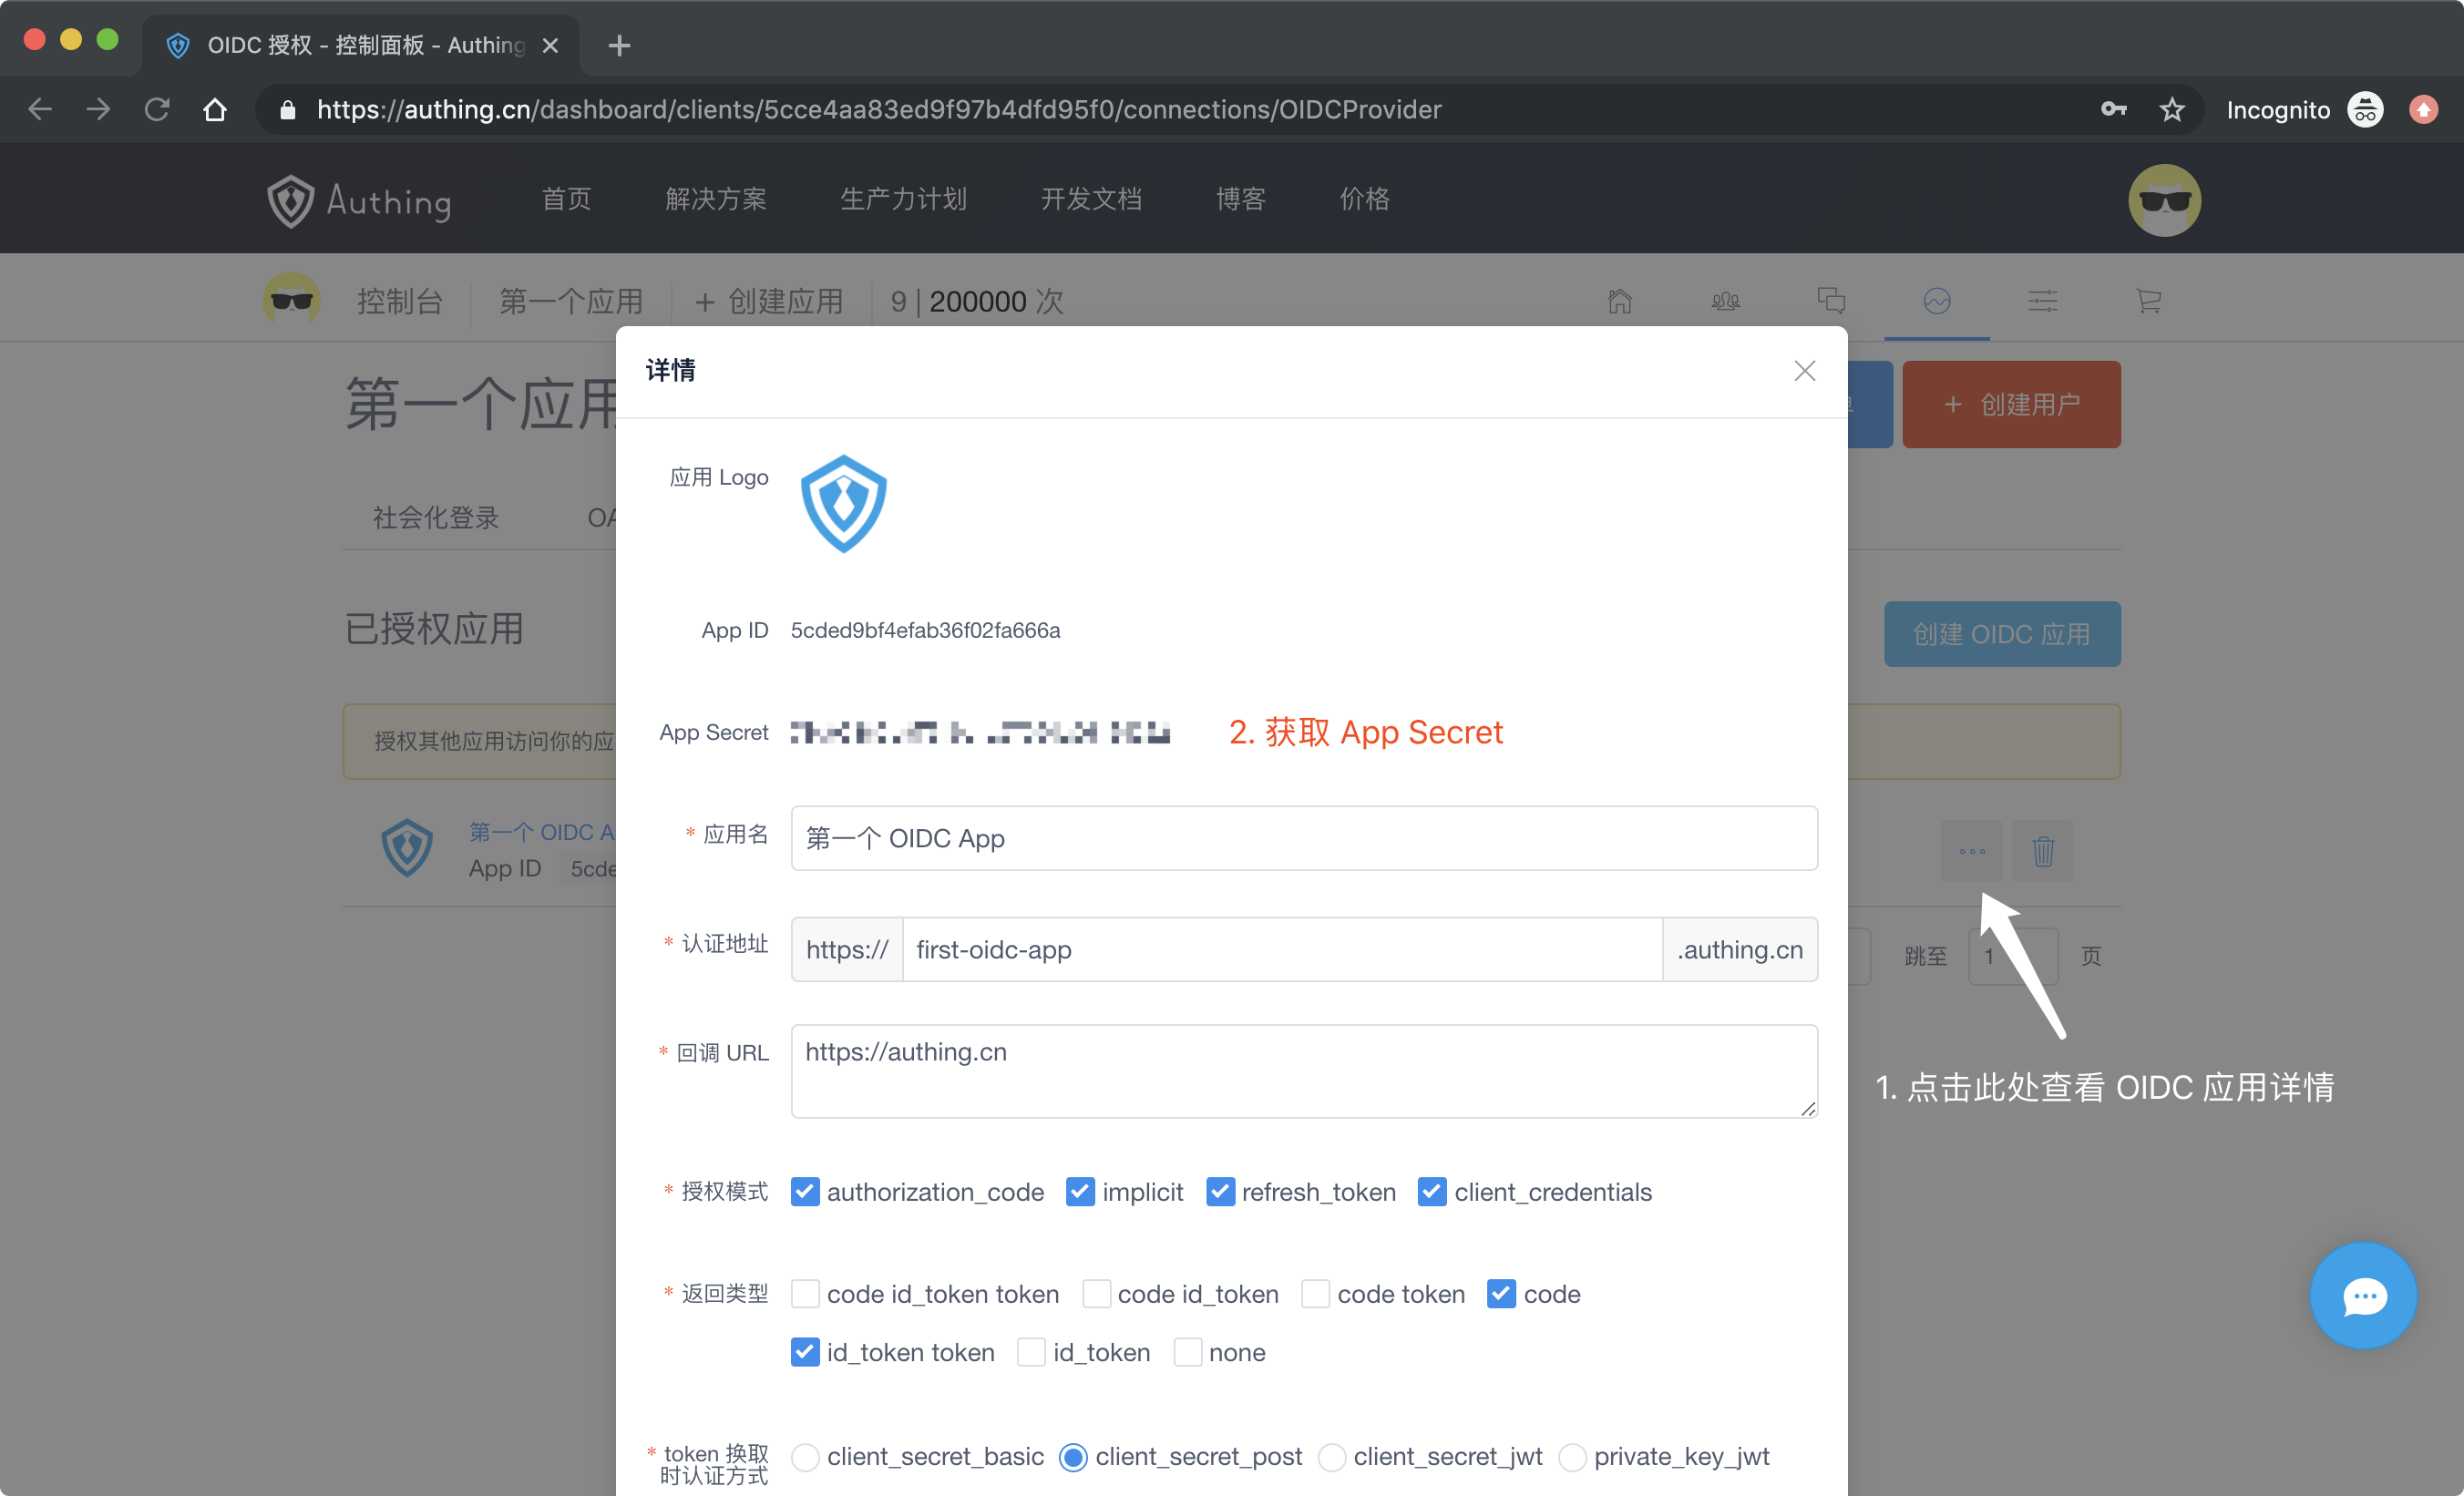 OIDC 授权 - 控制面板 - Authing
https://authing.cn/dashboard/clients/5cce4aa83ed9f97b4dfd95f0/connections/OIDCProvider
Incognito
Authing 首页 解决方案 生产力计划 开发文档 博客 价格
控制台 第一个应用 + 创建应用 9 | 200000 次
详情
第一个应用
+ 创建用户
应用 Logo
社会化登录 OA
App ID 5cded9bf4efab36f02fa666a
已授权应用
创建 OIDC 应用
App Secret
2. 获取 App Secret
授权其他应用访问你的应
* 应用名 第一个 OIDC App
第一个 OIDC A
App ID 5cde
* 认证地址 https:// first-oidc-app .authing.cn
跳至 1 页
* 回调 URL https://authing.cn
1. 点击此处查看 OIDC 应用详情
* 授权模式 authorization_code implicit refresh_token client_credentials
* 返回类型 code id_token token code id_token code token code
id_token token id_token none
* token 换取
时认证方式 client_secret_basic client_secret_post client_secret_jwt private_key_jwt